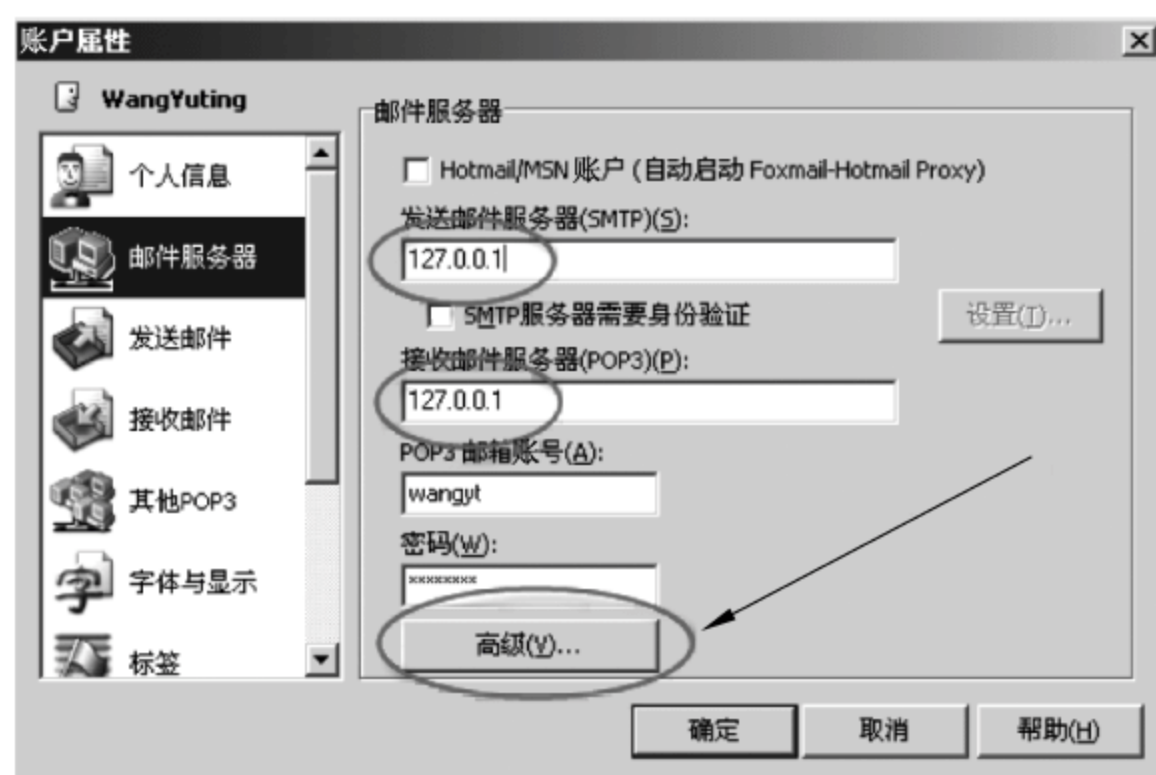 账户属性
WangYuting
个人信息
邮件服务器
发送邮件
接收邮件
其他POP3
字体与显示
标签
邮件服务器
Hotmail/MSN 账户 (自动启动 Foxmail-Hotmail Proxy)
发送邮件服务器(SMTP)(S):
127.0.0.1
SMTP服务器需要身份验证
设置(T)...
接收邮件服务器(POP3)(P):
127.0.0.1
POP3 邮箱账号(A):
wangyt
密码(W):
××××××××
高级(V)...
确定
取消
帮助(H)